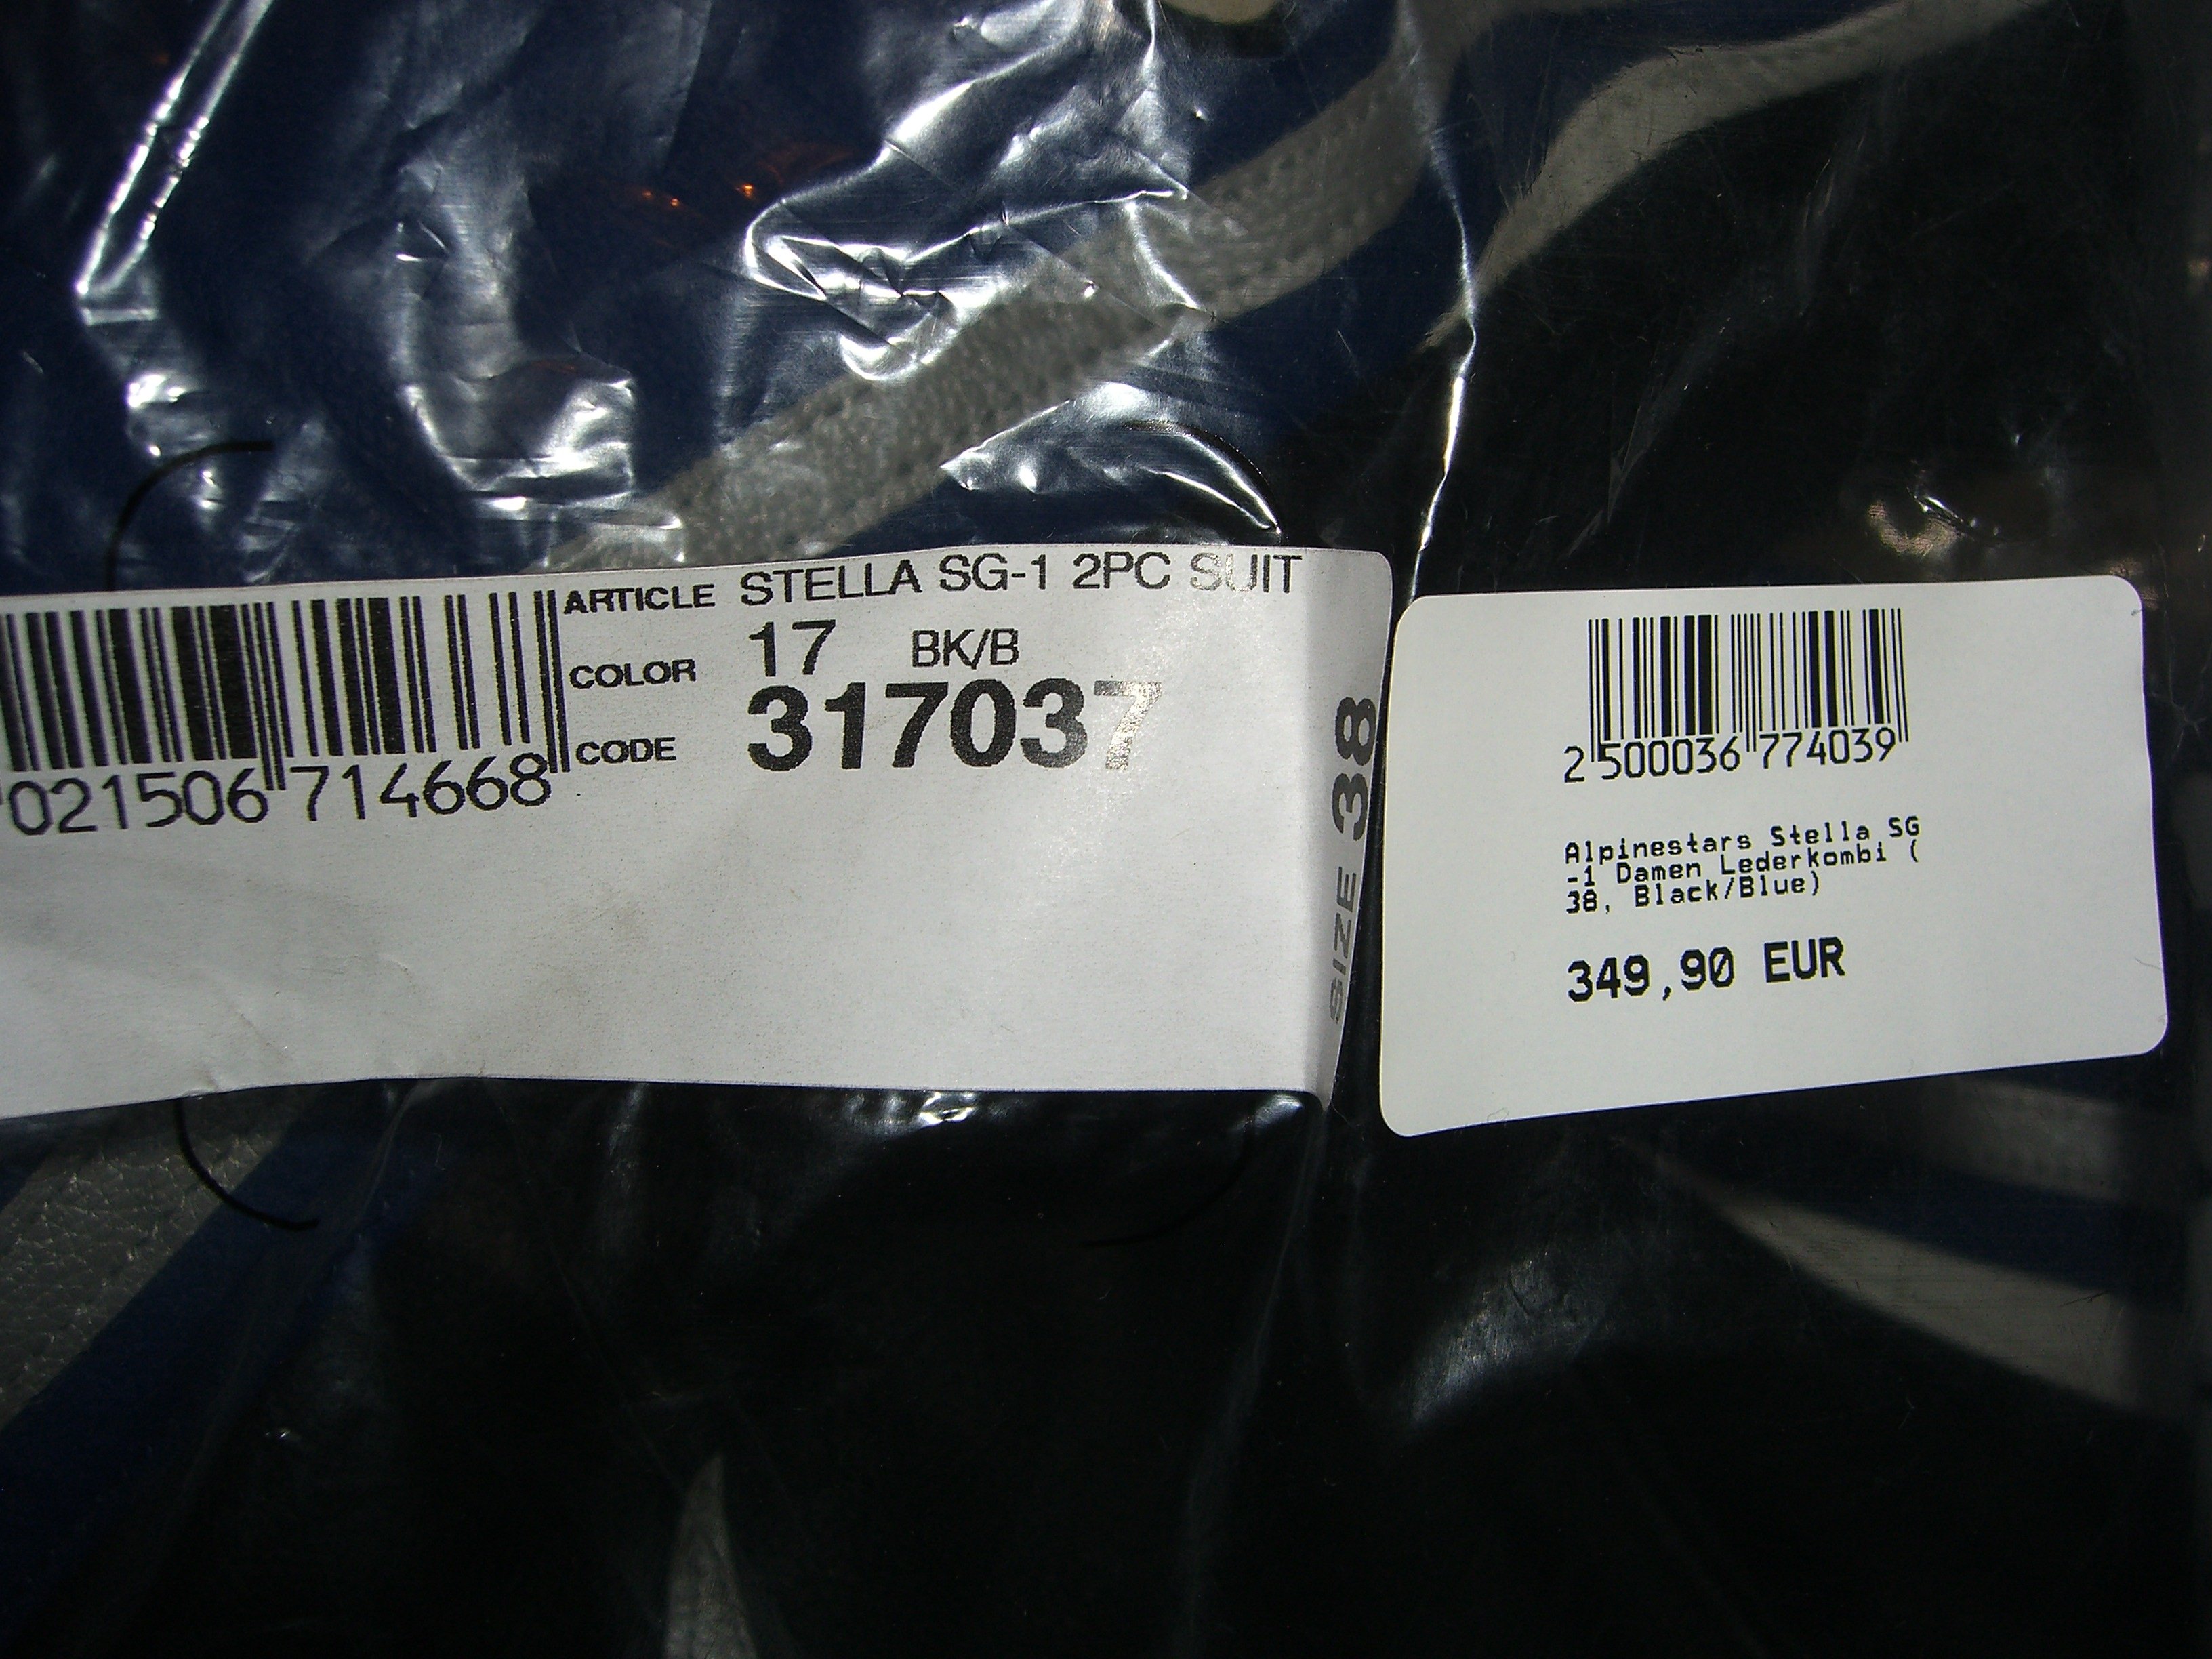 ARTICLE STELLA SG-1 2PC SUIT
COLOR 17 BK/B
CODE 317037
021506 714668
SIZE 38
2 500036 774039
Alpinestars Stella SG
-1 Damen Lederkombi (
38, Black/Blue)
349,90 EUR